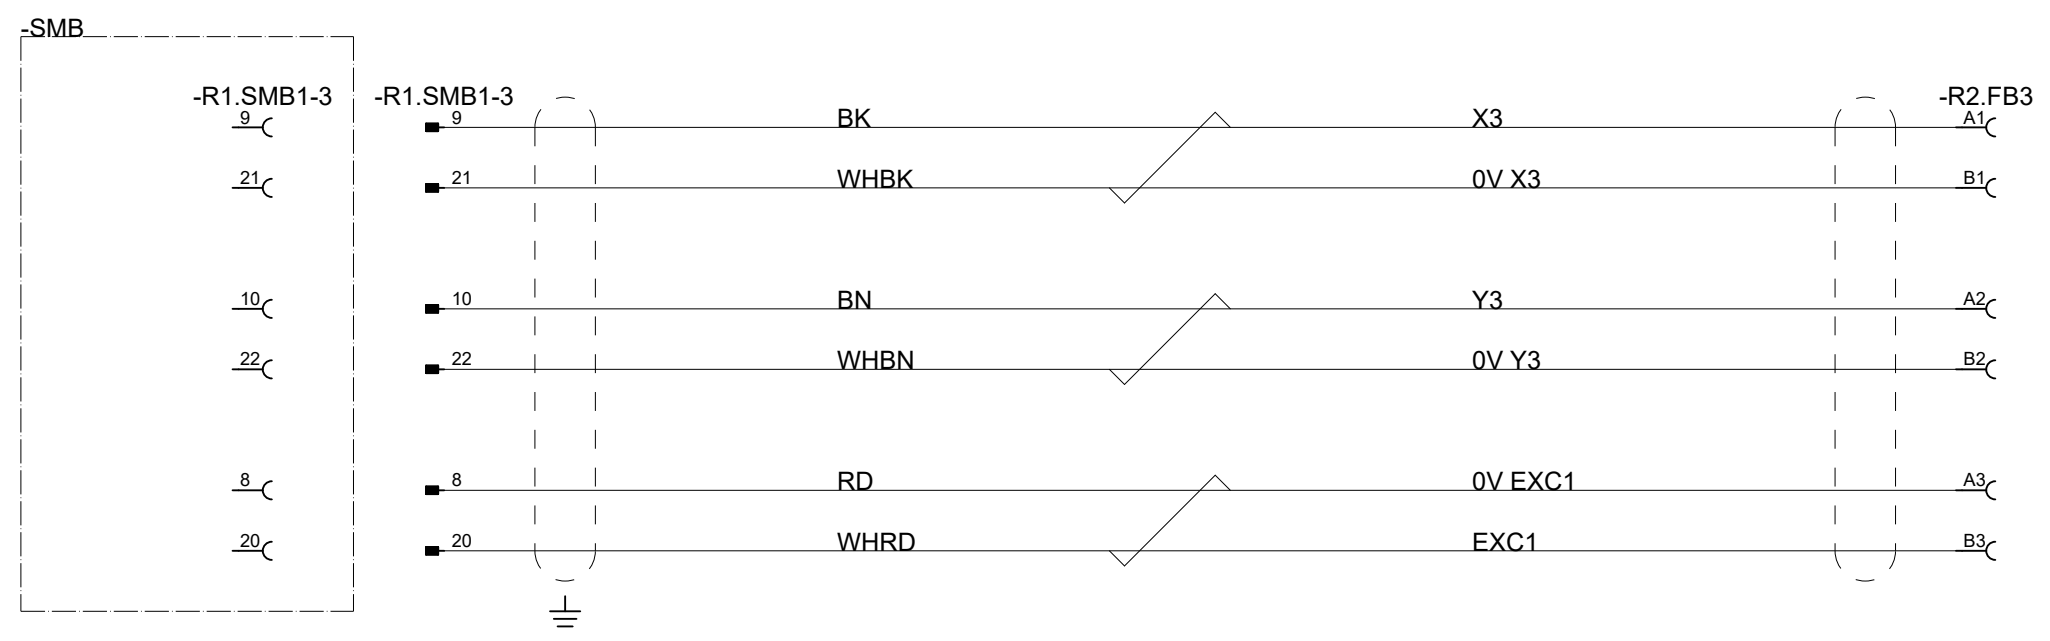 -SMB
-R1.SMB1-3 -R1.SMB1-3 -R2.FB3
9 9 BK X3 A1
21 21 WHBK 0V X3 B1
10 10 BN Y3 A2
22 22 WHBN 0V Y3 B2
8 8 RD 0V EXC1 A3
20 20 WHRD EXC1 B3